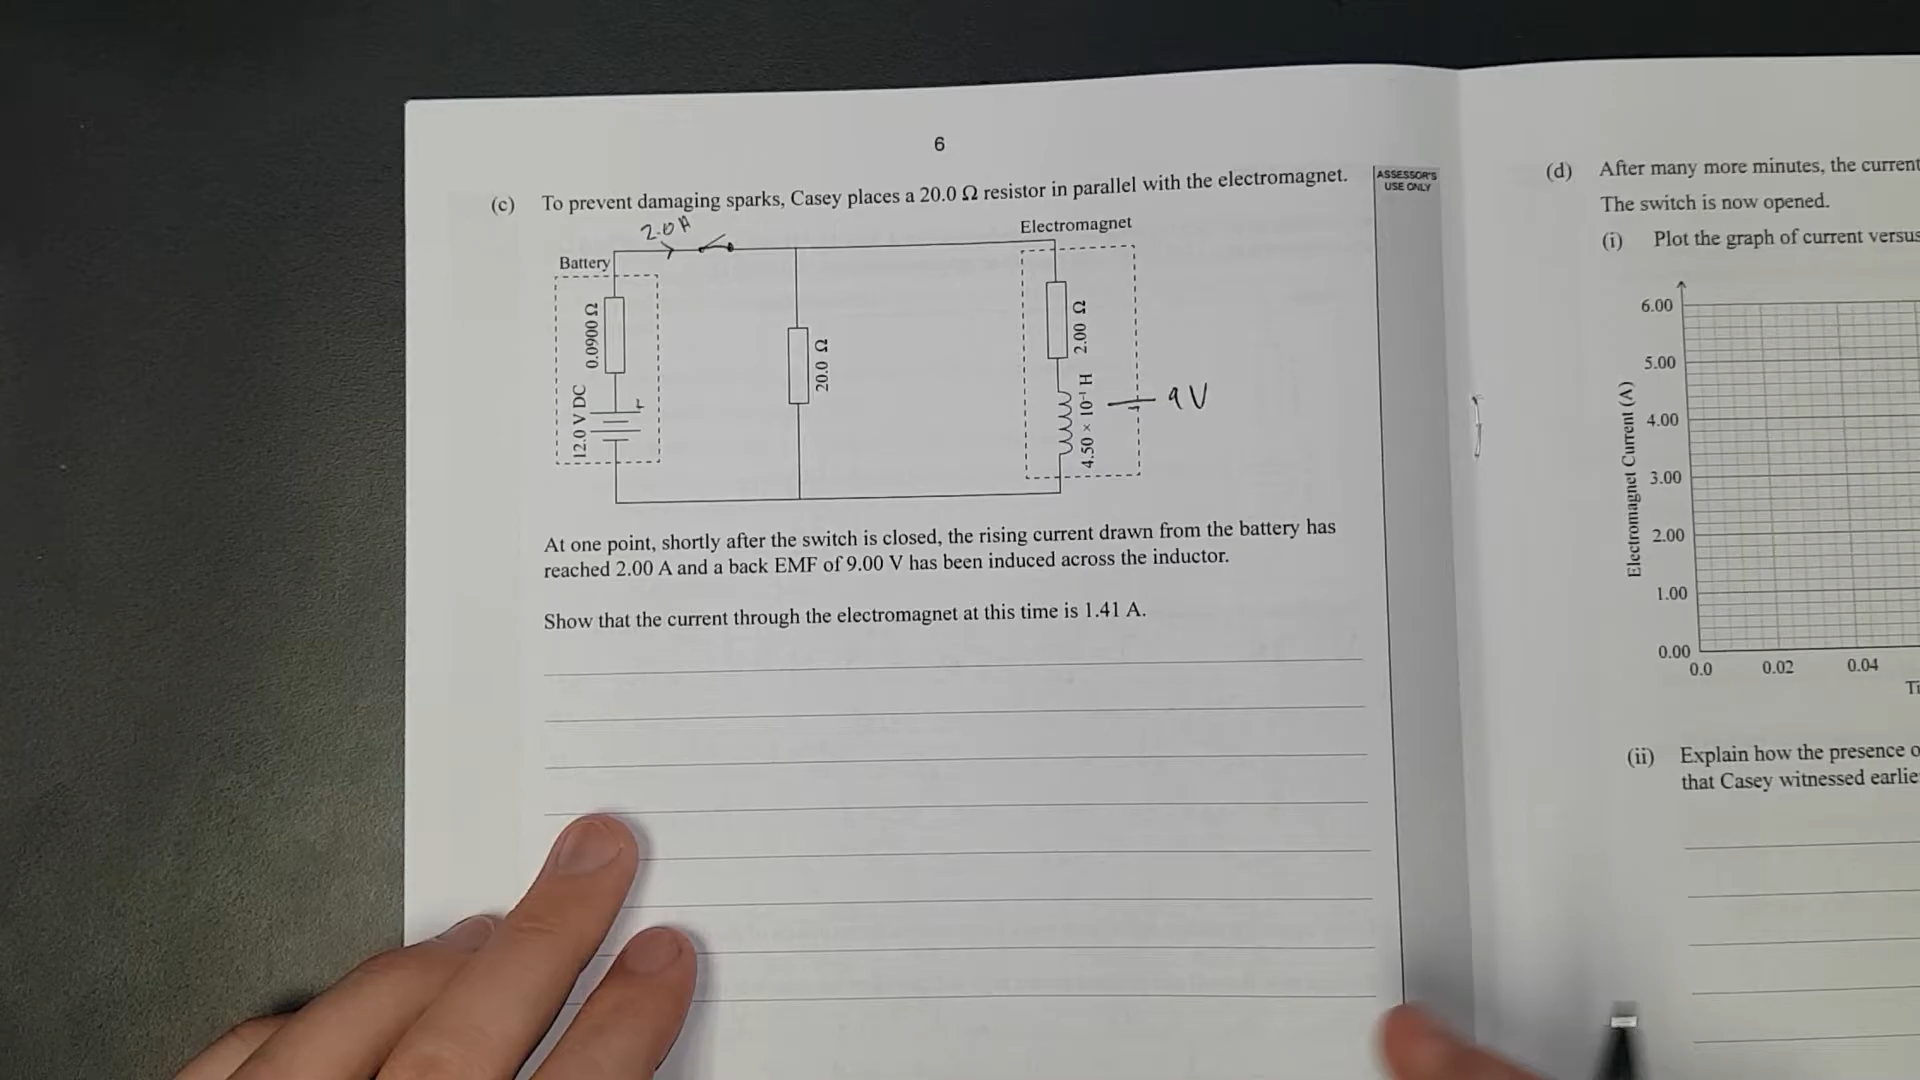 6
(c) To prevent damaging sparks, Casey places a 20.0 Ω resistor in parallel with the electromagnet.
ASSESSOR'S
USE ONLY
2.0 A
Electromagnet
Battery
0.0900 Ω
12.0 V DC
20.0 Ω
2.00 Ω
4.50 × 10⁻¹ H
9V
At one point, shortly after the switch is closed, the rising current drawn from the battery has
reached 2.00 A and a back EMF of 9.00 V has been induced across the inductor.
Show that the current through the electromagnet at this time is 1.41 A.
(d) After many more minutes, the current
The switch is now opened.
(i) Plot the graph of current versus
6.00
5.00
4.00
3.00
2.00
1.00
0.00
Electromagnet Current (A)
0.0 0.02 0.04
(ii) Explain how the presence
that Casey witnessed